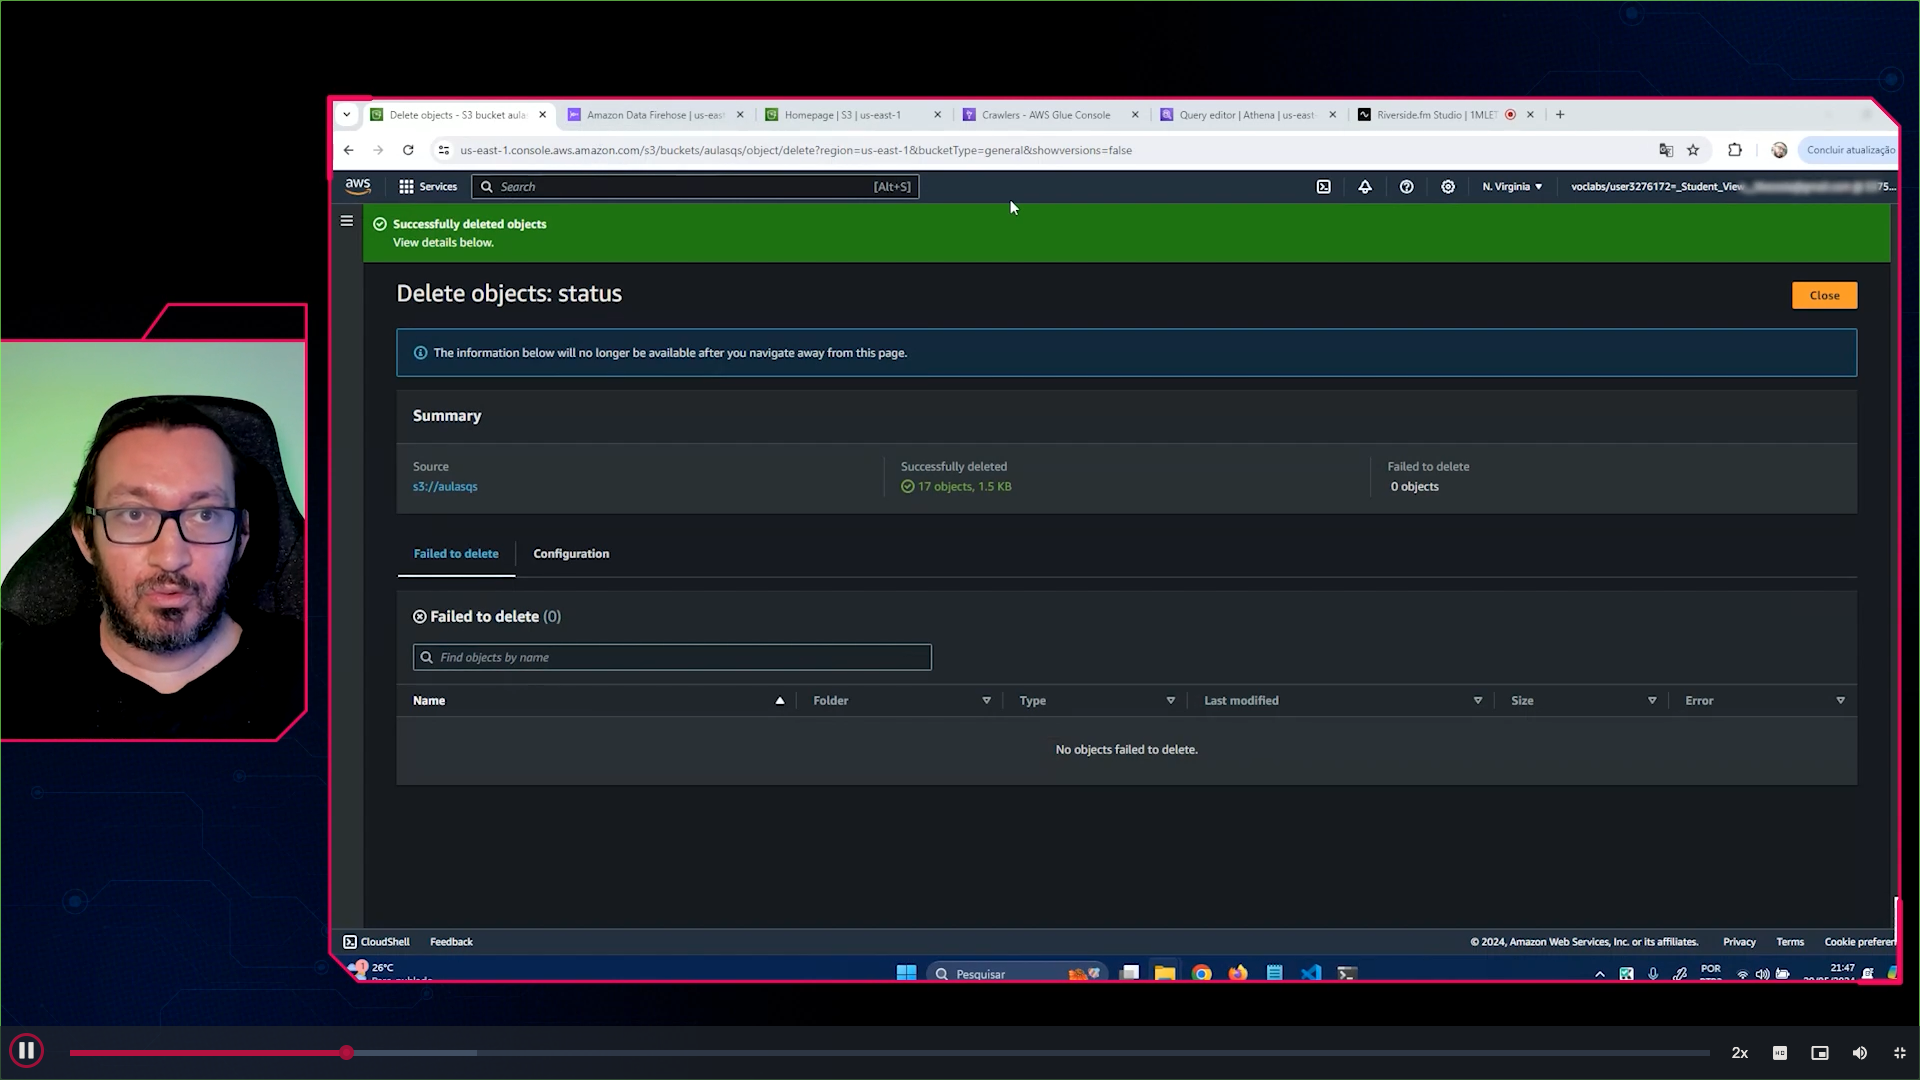 Delete objects - S3 bucket aula
Amazon Data Firehose | us-eas
Homepage | S3 | us-east-1
Crawlers - AWS Glue Console
Query editor | Athena | us-east-
Riverside.fm Studio | 1MLET
us-east-1.console.aws.amazon.com/s3/buckets/aulasqs/object/delete?region=us-east-1&bucketType=general&showversions=false
Concluir atualização
aws
Services
Search
[Alt+S]
N. Virginia
voclabs/user3276172=_Student_View
Successfully deleted objects
View details below.
Delete objects: status
Close
The information below will no longer be available after you navigate away from this page.
Summary
Source
s3://aulasqs
Successfully deleted
17 objects, 1.5 KB
Failed to delete
0 objects
Failed to delete
Configuration
Failed to delete (0)
Find objects by name
Name
Folder
Type
Last modified
Size
Error
No objects failed to delete.
CloudShell
Feedback
© 2024, Amazon Web Services, Inc. or its affiliates.
Privacy
Terms
Cookie preferen
1
26°C
Pesquisar
POR
21:47
2x
HD